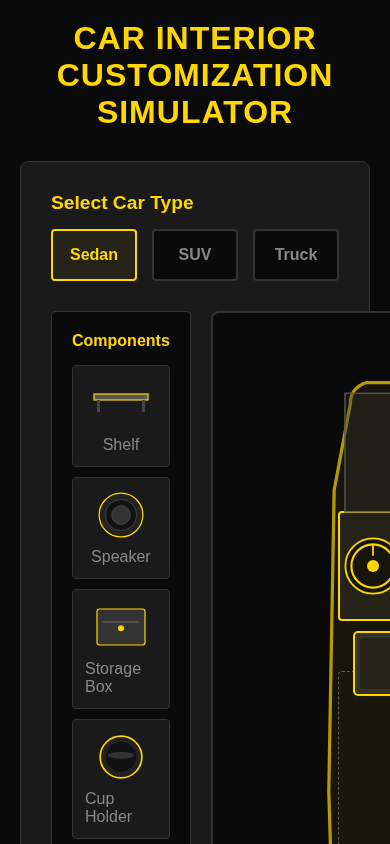 CAR INTERIOR
CUSTOMIZATION
SIMULATOR
Select Car Type
Sedan
SUV
Truck
Components
Shelf
Speaker
Storage
Box
Cup
Holder